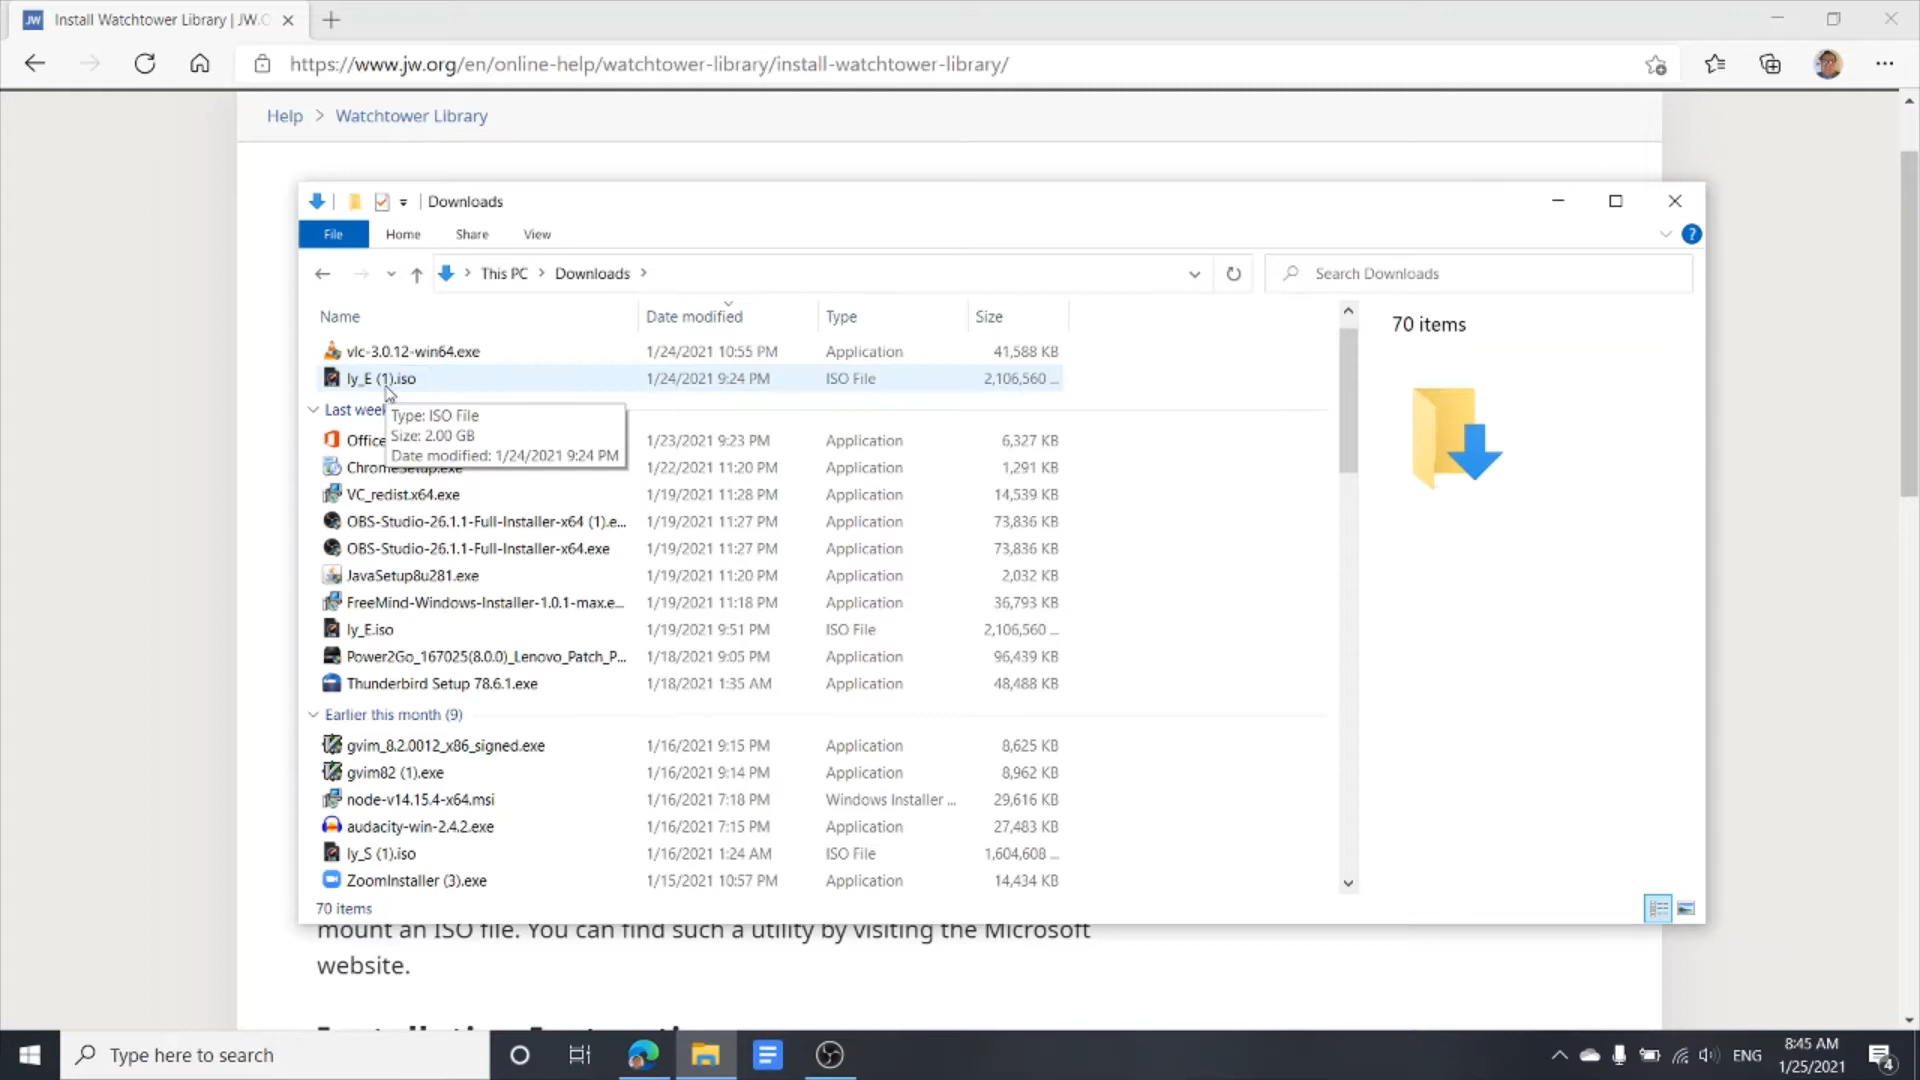 JW Install Watchtower Library | JW.O
https://www.jw.org/en/online-help/watchtower-library/install-watchtower-library/
Help > Watchtower Library
Downloads
File Home Share View
This PC > Downloads >
Search Downloads
Name Date modified Type Size
70 items
vlc-3.0.12-win64.exe 1/24/2021 10:55 PM Application 41,588 KB
ly_E (1).iso 1/24/2021 9:24 PM ISO File 2,106,560 ...
Last week
Type: ISO File
Size: 2.00 GB
Date modified: 1/24/2021 9:24 PM
Office 1/23/2021 9:23 PM Application 6,327 KB
ChromeSetup.exe 1/22/2021 11:20 PM Application 1,291 KB
VC_redist.x64.exe 1/19/2021 11:28 PM Application 14,539 KB
OBS-Studio-26.1.1-Full-Installer-x64 (1).e... 1/19/2021 11:27 PM Application 73,836 KB
OBS-Studio-26.1.1-Full-Installer-x64.exe 1/19/2021 11:27 PM Application 73,836 KB
JavaSetup8u281.exe 1/19/2021 11:20 PM Application 2,032 KB
FreeMind-Windows-Installer-1.0.1-max.e... 1/19/2021 11:18 PM Application 36,793 KB
ly_E.iso 1/19/2021 9:51 PM ISO File 2,106,560 ...
Power2Go_167025(8.0.0)_Lenovo_Patch_P... 1/18/2021 9:05 PM Application 96,439 KB
Thunderbird Setup 78.6.1.exe 1/18/2021 1:35 AM Application 48,488 KB
Earlier this month (9)
gvim_8.2.0012_x86_signed.exe 1/16/2021 9:15 PM Application 8,625 KB
gvim82 (1).exe 1/16/2021 9:14 PM Application 8,962 KB
node-v14.15.4-x64.msi 1/16/2021 7:18 PM Windows Installer ... 29,616 KB
audacity-win-2.4.2.exe 1/16/2021 7:15 PM Application 27,483 KB
ly_S (1).iso 1/16/2021 1:24 AM ISO File 1,604,608 ...
ZoomInstaller (3).exe 1/15/2021 10:57 PM Application 14,434 KB
70 items
mount an ISO file. You can find such a utility by visiting the Microsoft
website.
Type here to search
ENG
8:45 AM
1/25/2021
4